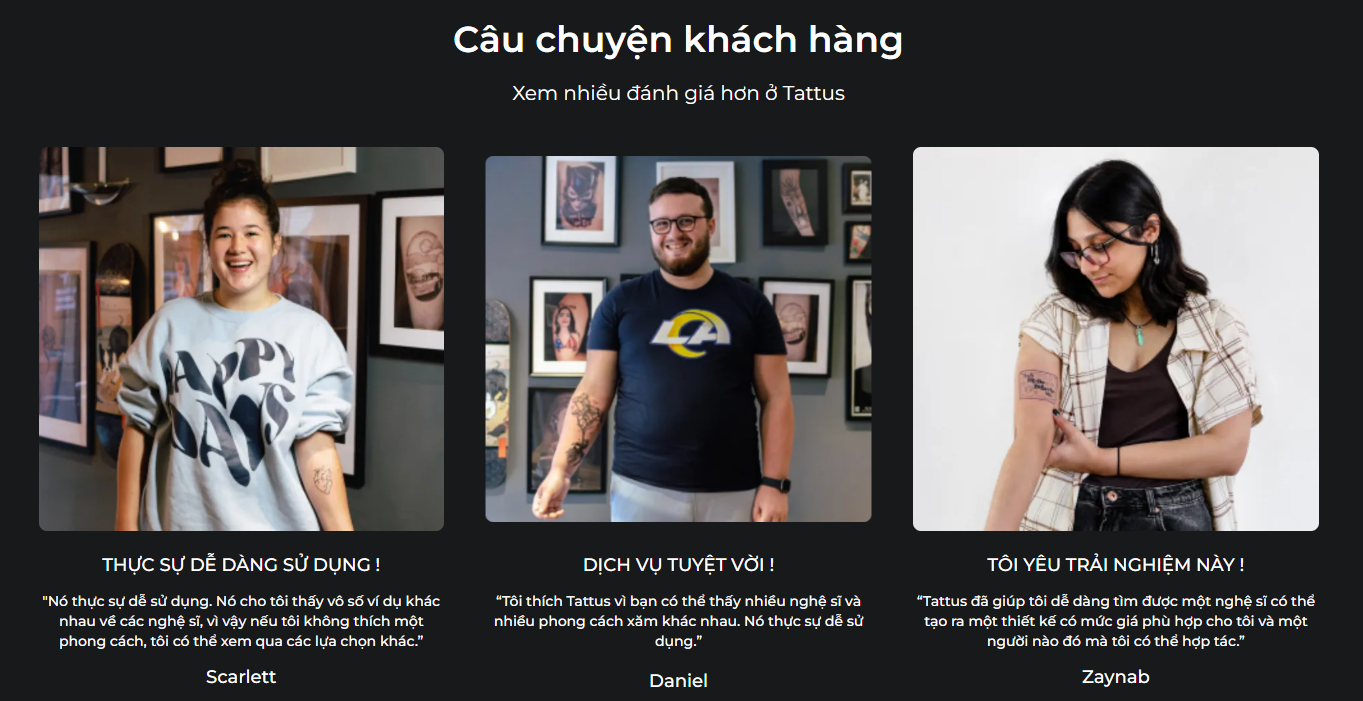 Câu chuyện khách hàng
Xem nhiều đánh giá hơn ở Tattus
HAPPY
DAYS
LA
THỰC SỰ DỄ DÀNG SỬ DỤNG !
"Nó thực sự dễ sử dụng. Nó cho tôi thấy vô số ví dụ khác
nhau về các nghệ sĩ, vì vậy nếu tôi không thích một
phong cách, tôi có thể xem qua các lựa chọn khác.”
Scarlett
DỊCH VỤ TUYỆT VỜI !
“Tôi thích Tattus vì bạn có thể thấy nhiều nghệ sĩ và
nhiều phong cách xăm khác nhau. Nó thực sự dễ sử
dụng.”
Daniel
TÔI YÊU TRẢI NGHIỆM NÀY !
“Tattus đã giúp tôi dễ dàng tìm được một nghệ sĩ có thể
tạo ra một thiết kế có mức giá phù hợp cho tôi và một
người nào đó mà tôi có thể hợp tác.”
Zaynab